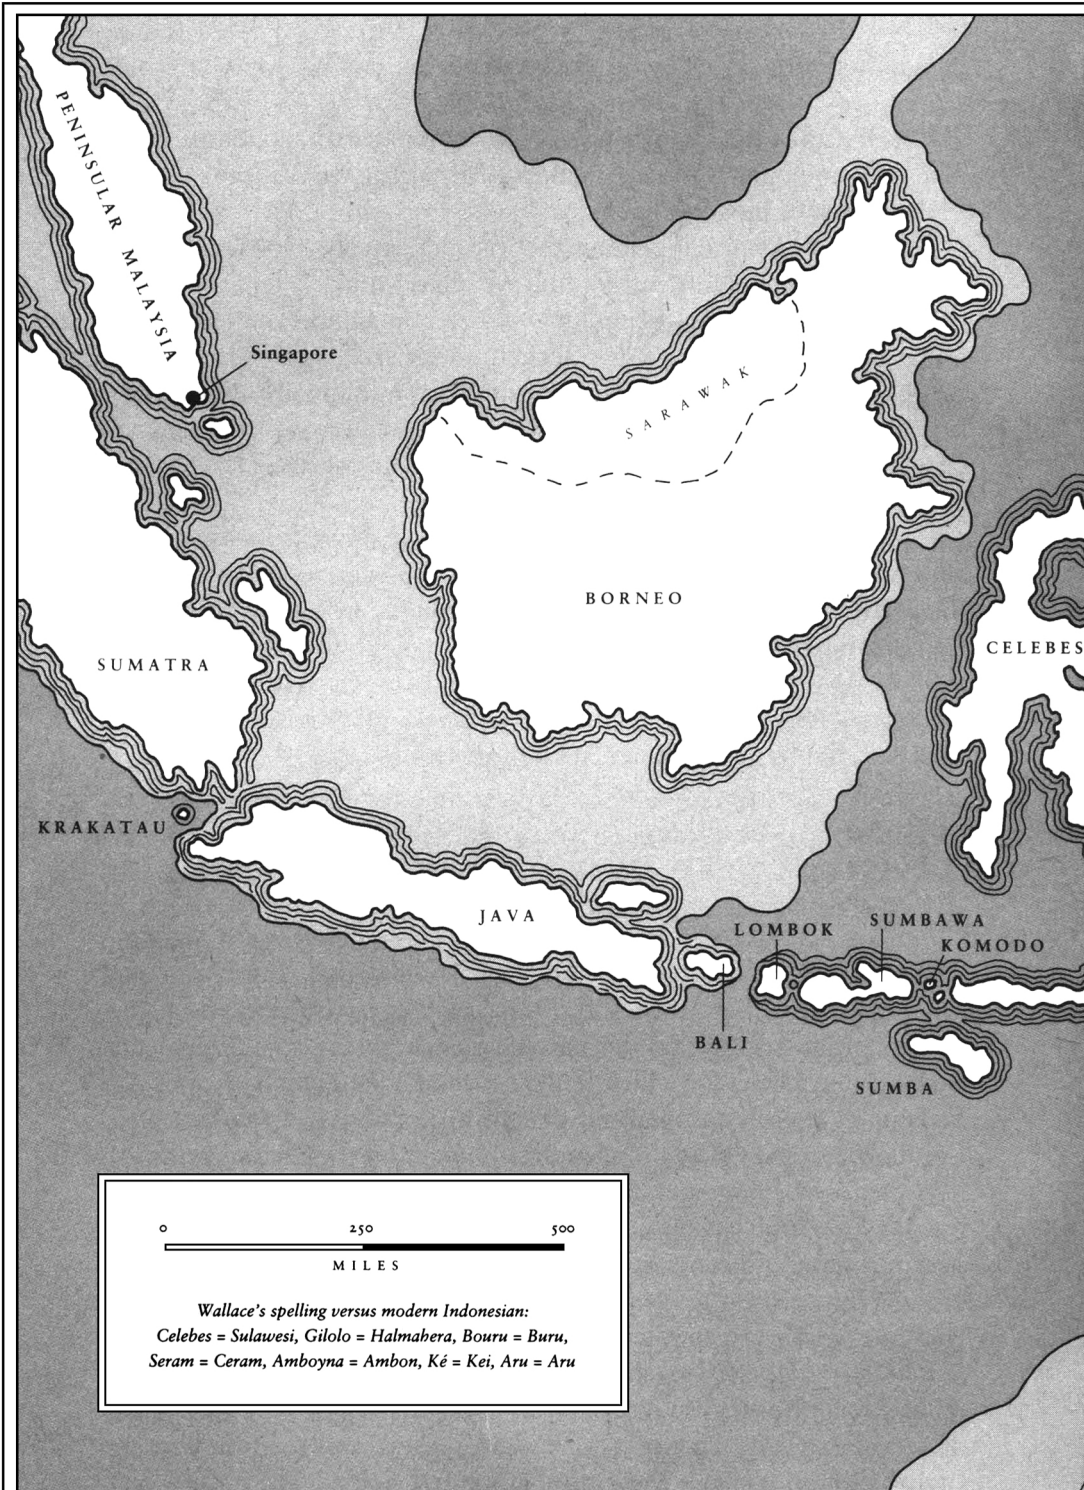 PENINSULAR MALAYSIA
Singapore
SARAWAK
BORNEO
CELEBES
SUMATRA
KRAKATAU
JAVA
LOMBOK
SUMBAWA
KOMODO
BALI
SUMBA
0 250 500
MILES
Wallace's spelling versus modern Indonesian:
Celebes = Sulawesi, Gilolo = Halmahera, Bouru = Buru,
Seram = Ceram, Amboyna = Ambon, Ké = Kei, Aru = Aru